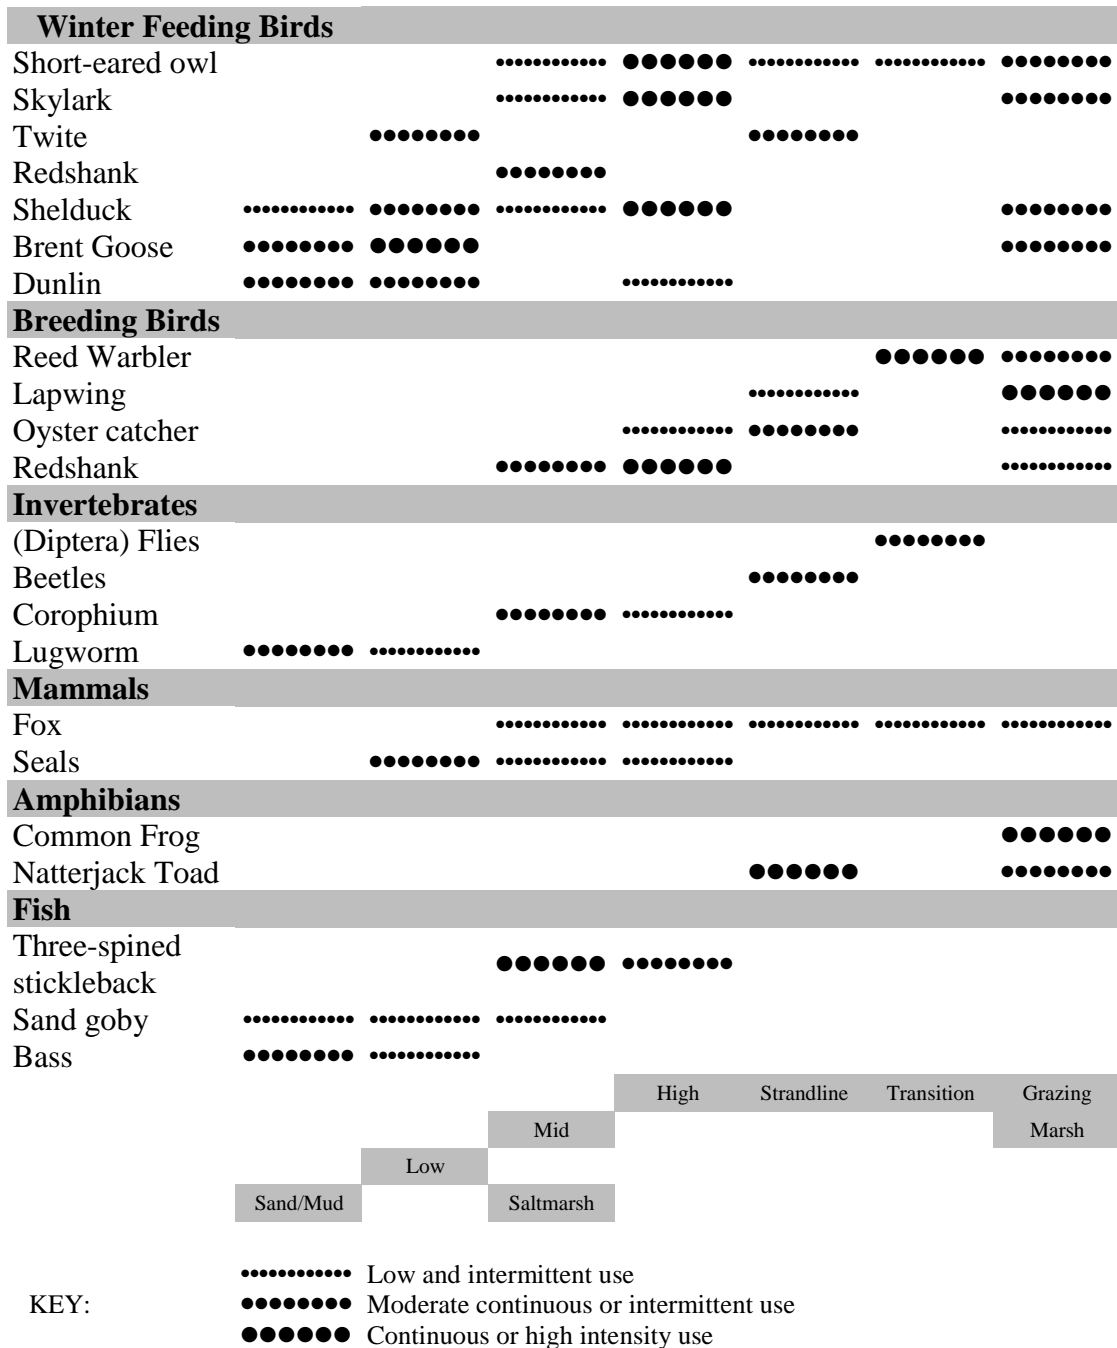 Winter Feeding Birds
Short-eared owl •••••••••••• ●●●●●● •••••••••••• •••••••••••• ●●●●●●●●
Skylark •••••••••••• ●●●●●● ●●●●●●●●
Twite ●●●●●●●● ●●●●●●●●
Redshank ●●●●●●●●
Shelduck •••••••••••• ●●●●●●●● •••••••••••• ●●●●●● ●●●●●●●●
Brent Goose ●●●●●●●● ●●●●●● ●●●●●●●●
Dunlin ●●●●●●●● ●●●●●●●● ••••••••••••
Breeding Birds
Reed Warbler ●●●●●● ●●●●●●●●
Lapwing •••••••••••• ●●●●●●
Oyster catcher •••••••••••• ●●●●●●●● ••••••••••••
Redshank ●●●●●●●● ●●●●●● ••••••••••••
Invertebrates
(Diptera) Flies ●●●●●●●●
Beetles ●●●●●●●●
Corophium ●●●●●●●● ••••••••••••
Lugworm ●●●●●●●● ••••••••••••
Mammals
Fox •••••••••••• •••••••••••• •••••••••••• •••••••••••• ••••••••••••
Seals ●●●●●●●● •••••••••••• ••••••••••••
Amphibians
Common Frog ●●●●●●
Natterjack Toad ●●●●●● ●●●●●●●●
Fish
Three-spined
stickleback ●●●●●● ●●●●●●●●
Sand goby •••••••••••• •••••••••••• ••••••••••••
Bass ●●●●●●●● ••••••••••••
High Strandline Transition Grazing
Mid Marsh
Low
Sand/Mud Saltmarsh
•••••••••••• Low and intermittent use
KEY: ●●●●●●●● Moderate continuous or intermittent use
●●●●●● Continuous or high intensity use